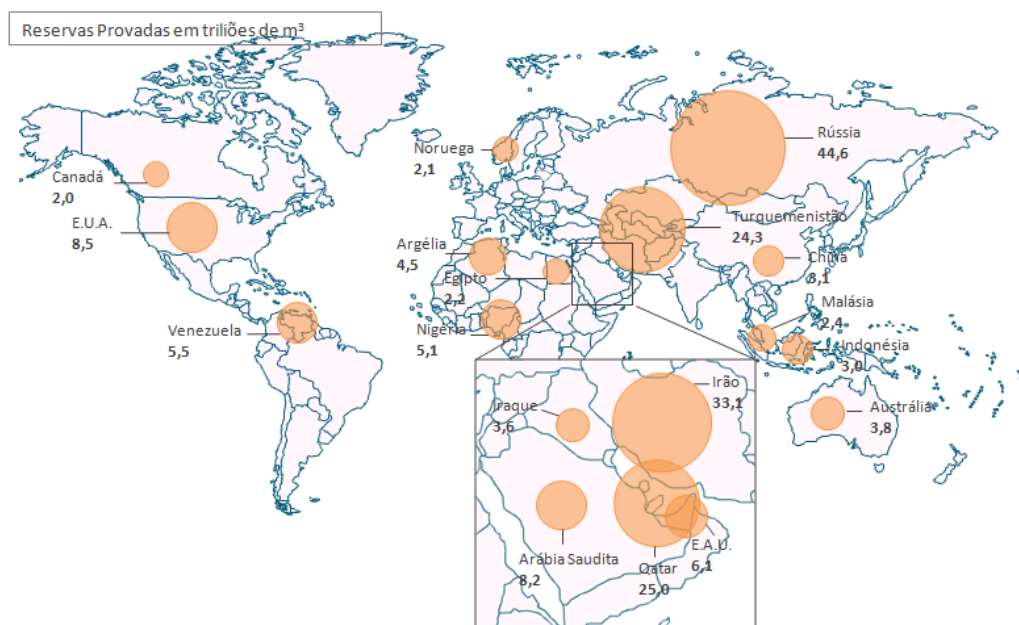 Reservas Provadas em triliões de m³
Rússia
44,6
Noruega
2,1
Canadá
2,0
E.U.A.
8,5
Turquemenistão
24,3
Argélia
4,5
China
3,1
Egipto
2,2
Malásia
2,4
Venezuela
5,5
Nigéria
5,1
Indonésia
3,0
Irão
33,1
Iraque
3,6
Austrália
3,8
E.A.U.
6,1
Arábia Saudita
8,2
Qatar
25,0